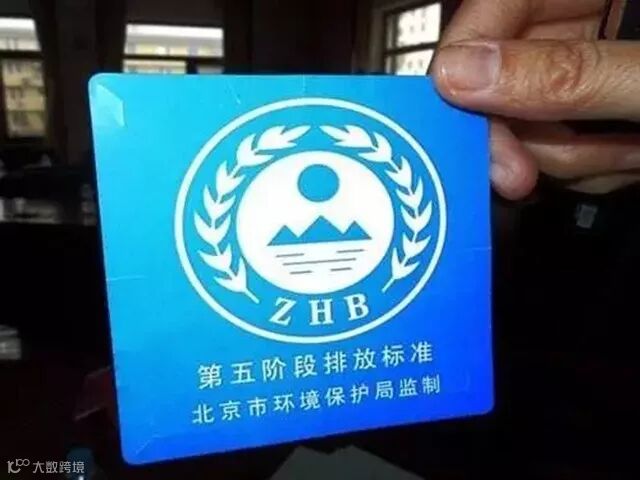 ZHB
第五阶段排放标准
北京市环境保护局监制
大数跨境